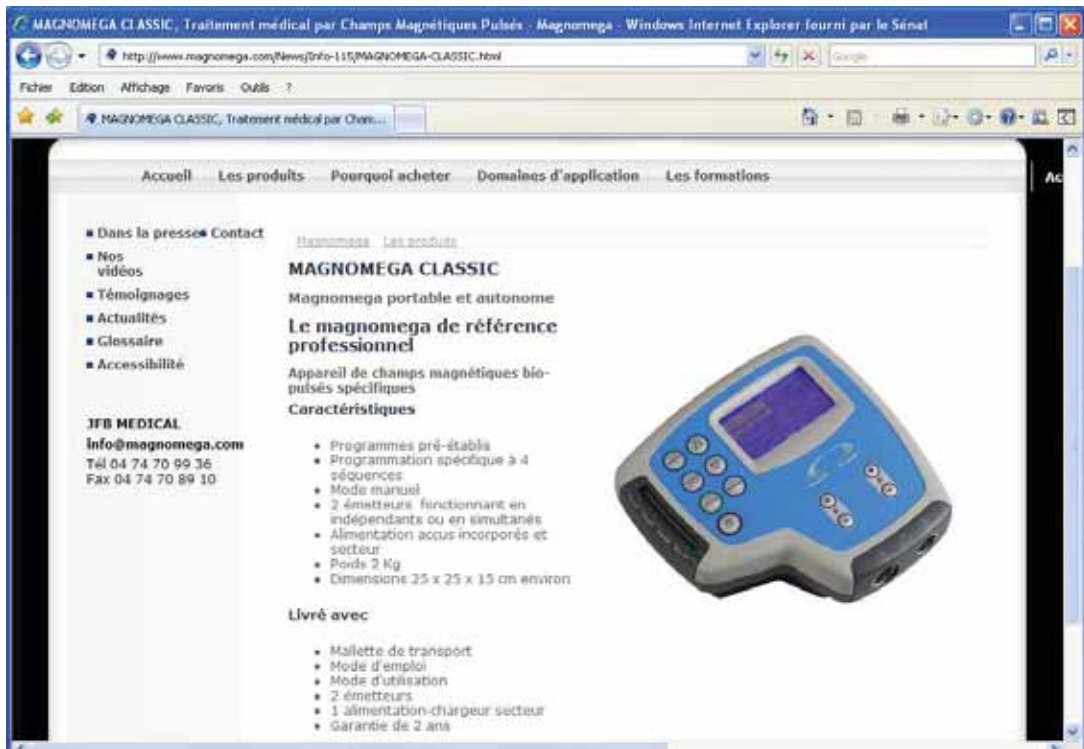 MAGNOMEGA CLASSIC, Traitement médical par Champs Magnétiques Pulsés - Magnomega - Windows Internet Explorer fourni par le Sénat
http://www.magnomega.com/News/Info-115/MAGNOMEGA-CLASSIC.html
Google
Fichier Edition Affichage Favoris Outils ?
MAGNOMEGA CLASSIC, Traitement médical par Cham...
Accueil Les produits Pourquoi acheter Domaines d'application Les formations
Ac
Dans la presse Contact
Nos
vidéos
Témoignages
Actualités
Glossaire
Accessibilité
JFB MEDICAL
info@magnomega.com
Tél 04 74 70 99 36
Fax 04 74 70 89 10
Magnomega Les produits
MAGNOMEGA CLASSIC
Magnomega portable et autonome
Le magnomega de référence
professionnel
Appareil de champs magnétiques bio-
pulsés spécifiques
Caractéristiques
Programmes pré-établis
Programmation spécifique à 4
séquences
Mode manuel
2 émetteurs fonctionnant en
indépendants ou en simultanés
Alimentation accus incorporés et
secteur
Poids 2 Kg
Dimensions 25 x 25 x 15 cm environ
Livré avec
Mallette de transport
Mode d'emploi
Mode d'utilisation
2 émetteurs
1 alimentation-chargeur secteur
Garantie de 2 ans